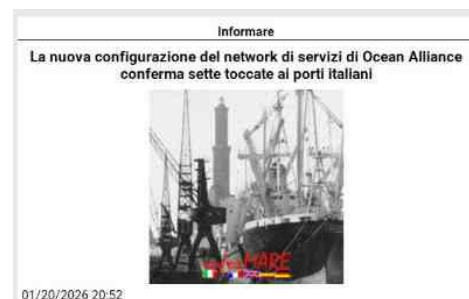 Informare
La nuova configurazione del network di servizi di Ocean Alliance
conferma sette toccate ai porti italiani
inforMARE
01/20/2026 20:52